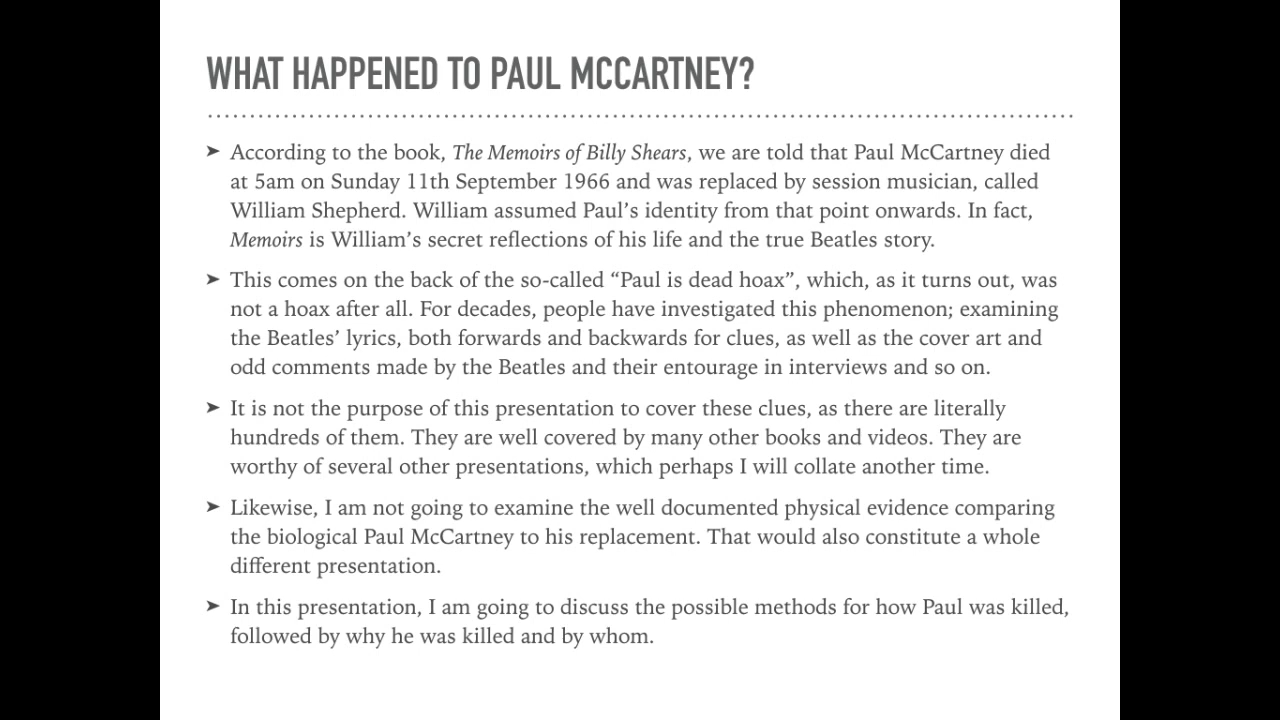 WHAT HAPPENED TO PAUL MCCARTNEY?
➤ According to the book, The Memoirs of Billy Shears, we are told that Paul McCartney died
at 5am on Sunday 11th September 1966 and was replaced by session musician, called
William Shepherd. William assumed Paul’s identity from that point onwards. In fact,
Memoirs is William’s secret reflections of his life and the true Beatles story.
➤ This comes on the back of the so-called “Paul is dead hoax”, which, as it turns out, was
not a hoax after all. For decades, people have investigated this phenomenon; examining
the Beatles’ lyrics, both forwards and backwards for clues, as well as the cover art and
odd comments made by the Beatles and their entourage in interviews and so on.
➤ It is not the purpose of this presentation to cover these clues, as there are literally
hundreds of them. They are well covered by many other books and videos. They are
worthy of several other presentations, which perhaps I will collate another time.
➤ Likewise, I am not going to examine the well documented physical evidence comparing
the biological Paul McCartney to his replacement. That would also constitute a whole
different presentation.
➤ In this presentation, I am going to discuss the possible methods for how Paul was killed,
followed by why he was killed and by whom.